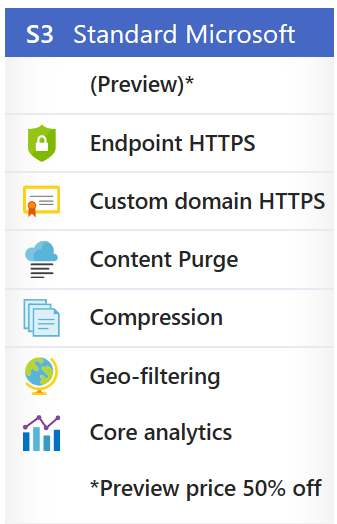 S3 Standard Microsoft
(Preview)*
Endpoint HTTPS
Custom domain HTTPS
Content Purge
Compression
Geo-filtering
Core analytics
*Preview price 50% off